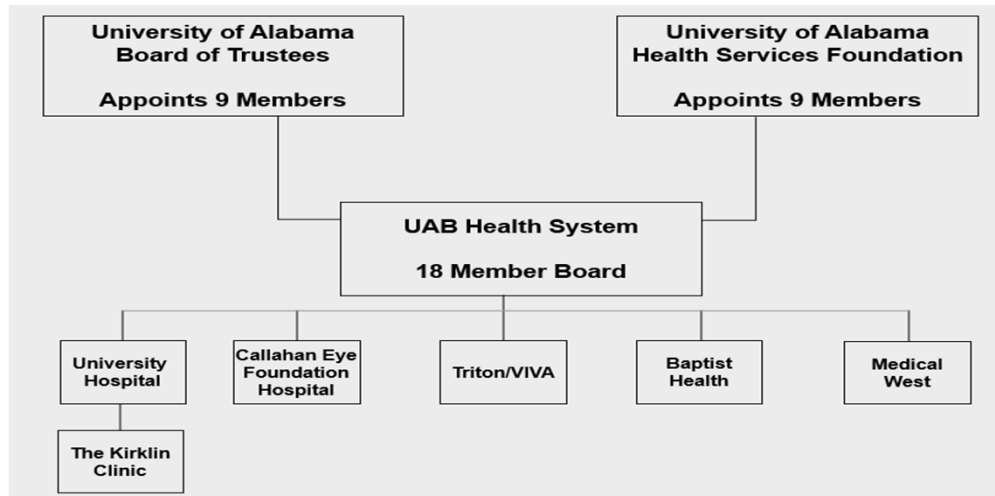 University of Alabama
Board of Trustees
Appoints 9 Members
University of Alabama
Health Services Foundation
Appoints 9 Members
UAB Health System
18 Member Board
University
Hospital
Callahan Eye
Foundation
Hospital
Triton/VIVA
Baptist
Health
Medical
West
The Kirklin
Clinic